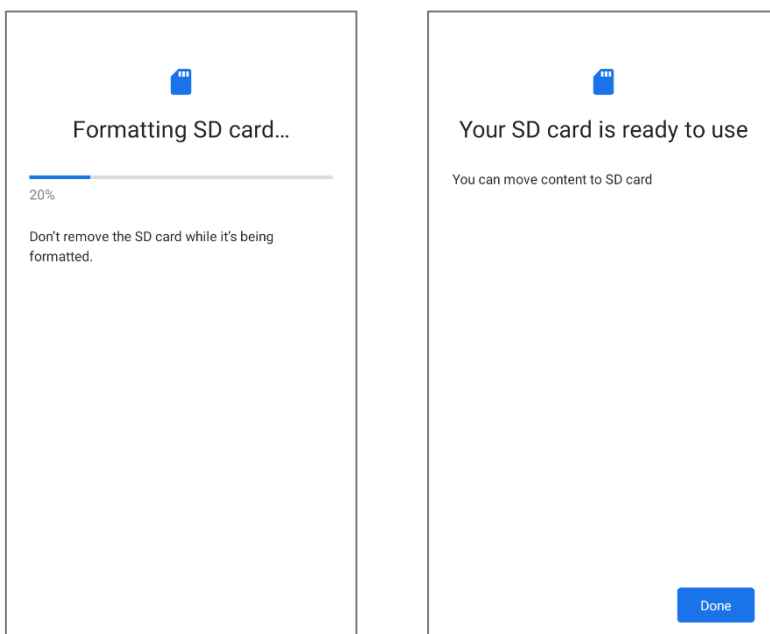 Formatting SD card...
20%
Don't remove the SD card while it's being
formatted.
Your SD card is ready to use
You can move content to SD card
Done